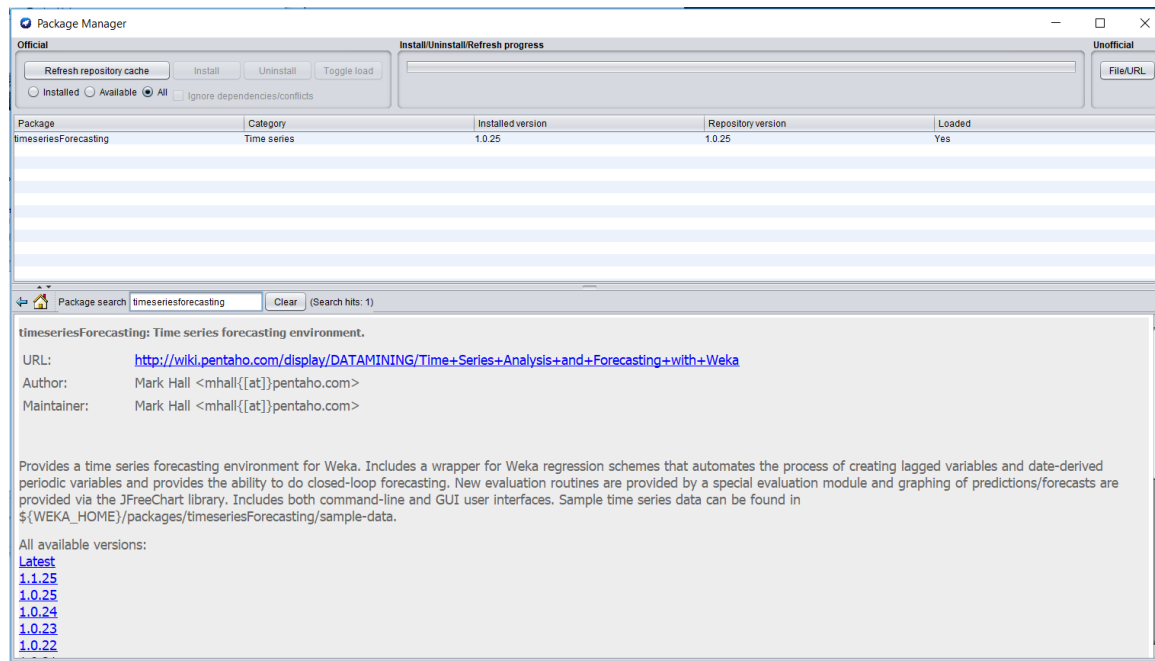 Package Manager
Official
Install/Uninstall/Refresh progress
Unofficial
Refresh repository cache
Install
Uninstall
Toggle load
File/URL
Installed
Available
All
Ignore dependencies/conflicts
Package
Category
Installed version
Repository version
Loaded
timeseriesForecasting
Time series
1.0.25
1.0.25
Yes
Package search
timeseriesforecasting
Clear
(Search hits: 1)
timeseriesForecasting: Time series forecasting environment.
URL:
http://wiki.pentaho.com/display/DATAMINING/Time+Series+Analysis+and+Forecasting+with+Weka
Author:
Mark Hall <mhall{[at]}pentaho.com>
Maintainer:
Mark Hall <mhall{[at]}pentaho.com>
Provides a time series forecasting environment for Weka. Includes a wrapper for Weka regression schemes that automates the process of creating lagged variables and date-derived
periodic variables and provides the ability to do closed-loop forecasting. New evaluation routines are provided by a special evaluation module and graphing of predictions/forecasts are
provided via the JFreeChart library. Includes both command-line and GUI user interfaces. Sample time series data can be found in
${WEKA_HOME}/packages/timeseriesForecasting/sample-data.
All available versions:
Latest
1.1.25
1.0.25
1.0.24
1.0.23
1.0.22